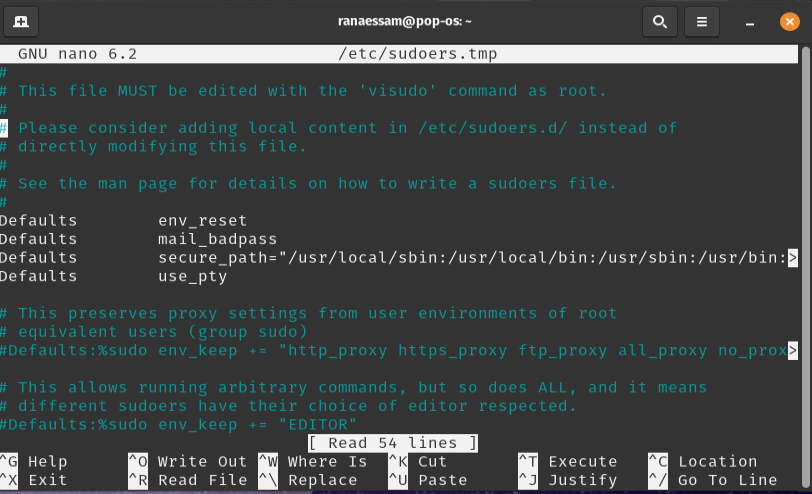 ranaessam@pop-os: ~
GNU nano 6.2 /etc/sudoers.tmp
#
# This file MUST be edited with the 'visudo' command as root.
#
# Please consider adding local content in /etc/sudoers.d/ instead of
# directly modifying this file.
#
# See the man page for details on how to write a sudoers file.
#
Defaults env_reset
Defaults mail_badpass
Defaults secure_path="/usr/local/sbin:/usr/local/bin:/usr/sbin:/usr/bin:>
Defaults use_pty
# This preserves proxy settings from user environments of root
# equivalent users (group sudo)
#Defaults:%sudo env_keep += "http_proxy https_proxy ftp_proxy all_proxy no_prox>
# This allows running arbitrary commands, but so does ALL, and it means
# different sudoers have their choice of editor respected.
#Defaults:%sudo env_keep += "EDITOR"
[ Read 54 lines ]
^G Help ^O Write Out ^W Where Is ^K Cut ^T Execute ^C Location
^X Exit ^R Read File ^\ Replace ^U Paste ^J Justify ^/ Go To Line